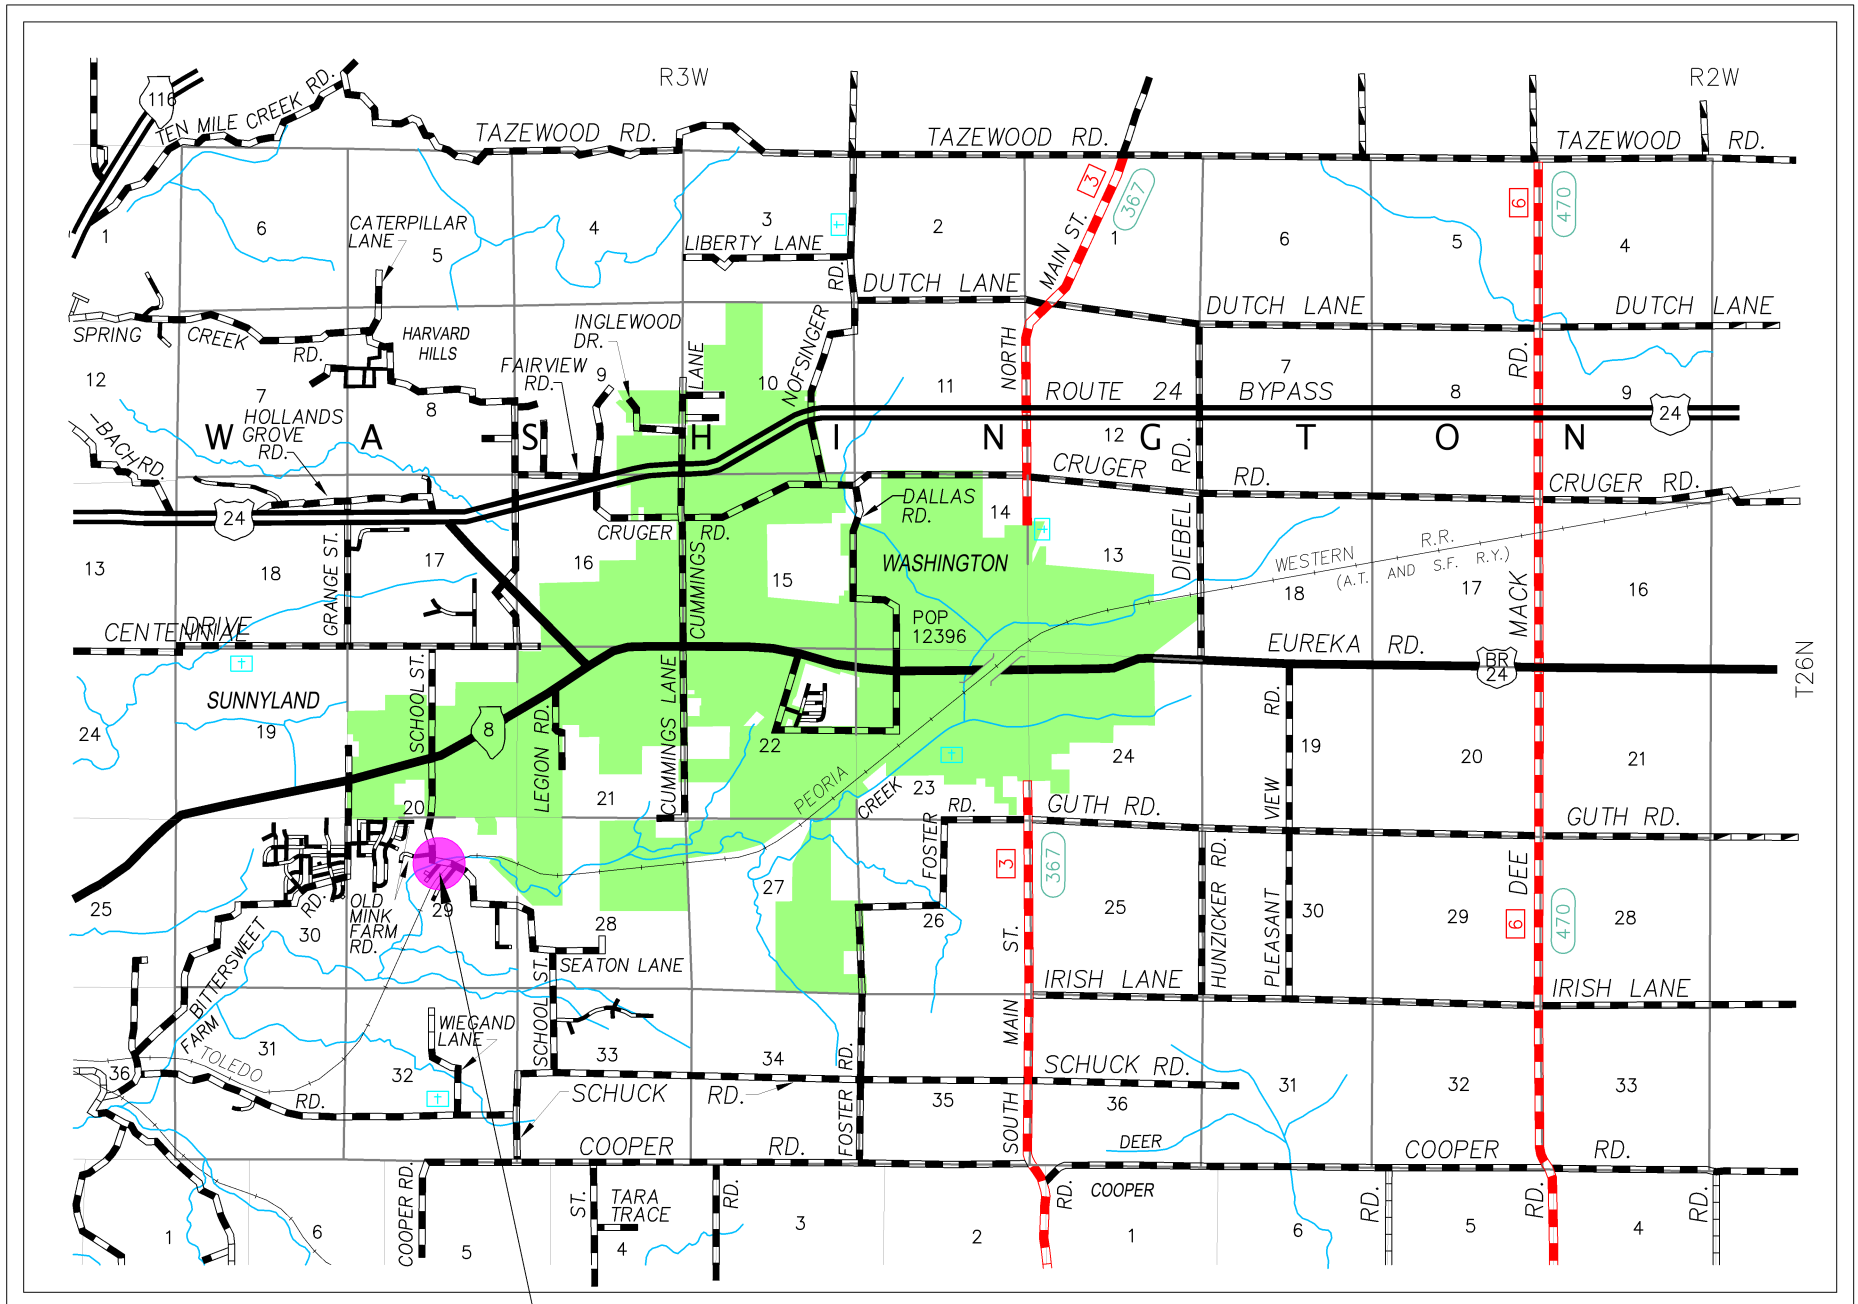 R3W
R2W
116
TEN MILE CREEK RD.
TAZEWOOD RD.
TAZEWOOD RD.
TAZEWOOD RD.
1
6
CATERPILLAR
LANE
5
4
3
LIBERTY LANE
2
3
367
MAIN ST.
1
6
5
6
470
4
SPRING CREEK RD.
HARVARD
HILLS
INGLEWOOD
DR.
FAIRVIEW
RD.
NOFSINGER RD.
DUTCH LANE
DUTCH LANE
DUTCH LANE
12
7
8
9
LANE
10
11
NORTH
ROUTE 24 BYPASS
7
8
9
24
HOLLANDS
GROVE
RD.
BACH RD.
W A S H I N G T O N
12
CRUGER RD.
CRUGER RD.
24
CRUGER RD.
DALLAS
RD.
14
13
18
GRANGE ST.
17
16
15
WASHINGTON
13
DIEBEL RD.
WESTERN R.R.
(A.T. AND S.F. R.Y.)
18
17
16
CENTENNIAL
DRIVE
CUMMINGS
POP
12396
EUREKA RD.
BR
24
MACK RD.
T26N
SUNNYLAND
24
19
SCHOOL ST.
8
LEGION RD.
CUMMINGS LANE
22
PEORIA
CREEK
23
24
19
20
21
20
21
RD.
GUTH RD.
GUTH RD.
VIEW RD.
FOSTER
3
367
25
BITTERSWEET RD.
30
OLD
MINK
FARM
RD.
29
28
27
26
25
HUNZICKER RD.
PLEASANT
30
29
DEE
6
470
28
SEATON LANE
SCHOOL ST.
ST.
IRISH LANE
IRISH LANE
FARM
TOLEDO
31
WIEGAND
LANE
33
34
MAIN
SCHUCK RD.
36
RD.
32
SCHUCK RD.
FOSTER RD.
35
36
31
32
33
COOPER RD.
SOUTH
DEER
COOPER RD.
COOPER RD.
ST.
TARA
TRACE
RD.
RD.
COOPER
RD.
RD.
RD.
1
6
5
4
3
2
1
6
5
4